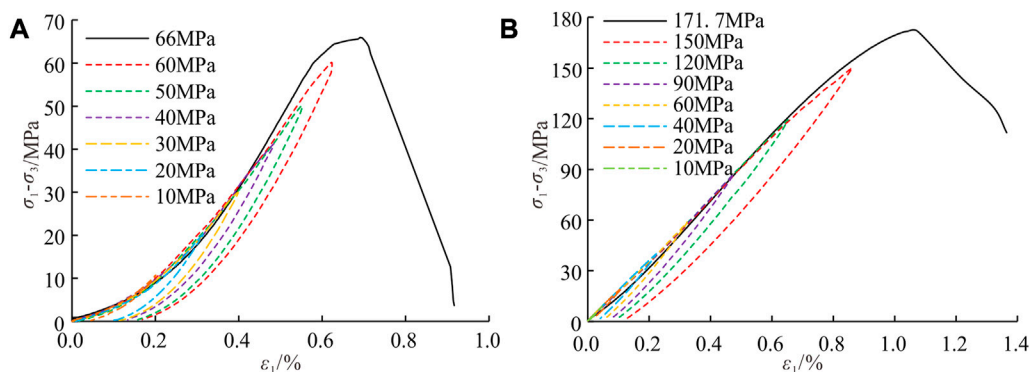 A
70
60
50
40
30
20
10
0
σ₁-σ₃/MPa
66MPa
60MPa
50MPa
40MPa
30MPa
20MPa
10MPa
0.0 0.2 0.4 0.6 0.8 1.0
ε₁/%
B
180
150
120
90
60
30
0
σ₁-σ₃/MPa
171. 7MPa
150MPa
120MPa
90MPa
60MPa
40MPa
20MPa
10MPa
0.0 0.2 0.4 0.6 0.8 1.0 1.2 1.4
ε₁/%